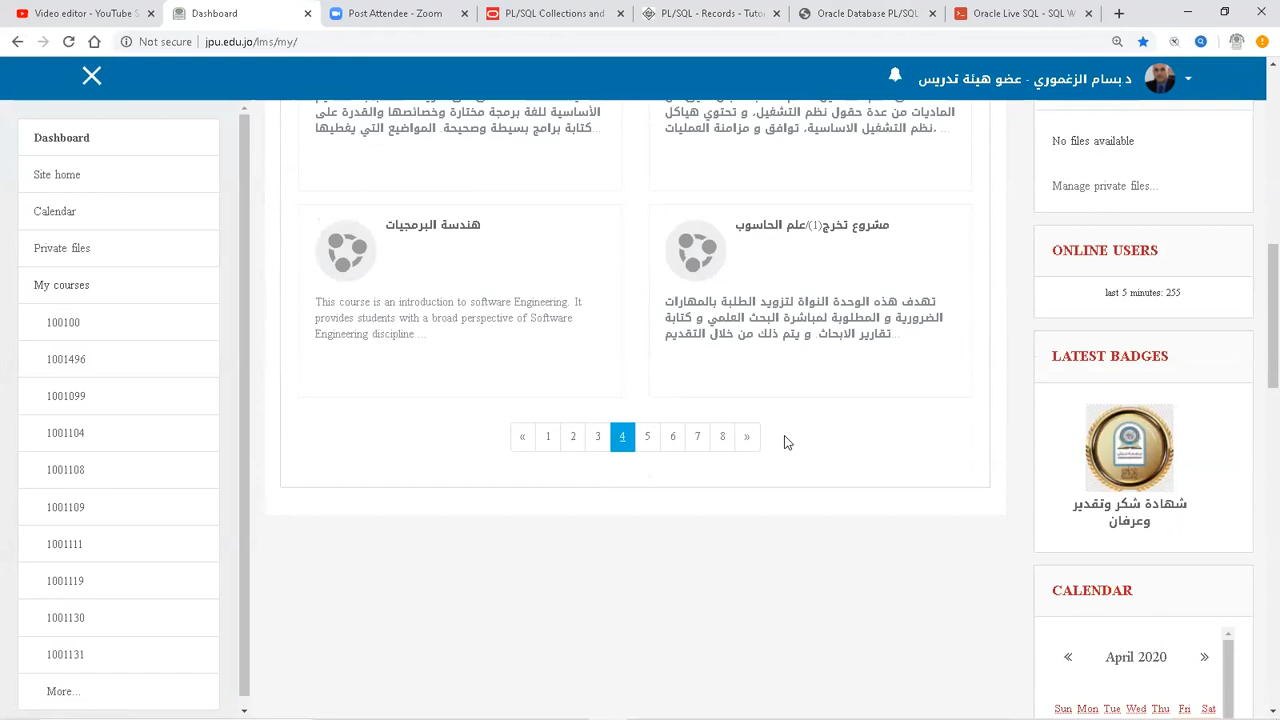 Video editor - YouTube S
Dashboard
Post Attendee - Zoom
PL/SQL Collections and
PL/SQL - Records - Tuto
Oracle Database PL/SQL
Oracle Live SQL - SQL W
Not secure | jpu.edu.jo/lms/my/
د.بسام الزغموري - عضو هيئة تدريس
Dashboard
Site home
Calendar
Private files
My courses
100100
1001496
1001099
1001104
1001108
1001109
1001111
1001119
1001130
1001131
More...
الأساسية للغة برمجة مختارة وخصائصها والقدرة على
كتابة برامج بسيطة وصحيحة. المواضيع التي يغطيها...
الماديات من عدة حقول نظم التشغيل، و تحتوي هياكل
نظم التشغيل الاساسية، توافق و مزامنة العمليات، ...
هندسة البرمجيات
This course is an introduction to software Engineering. It
provides students with a broad perspective of Software
Engineering discipline ...
مشروع تخرج(1)/علم الحاسوب
تهدف هذه الوحدة النواة لتزويد الطلبة بالمهارات
الضرورية و المطلوبة لمباشرة البحث العلمي و كتابة
تقارير الابحاث. و يتم ذلك من خلال التقديم...
« 1 2 3 4 5 6 7 8 »
No files available
Manage private files...
ONLINE USERS
last 5 minutes: 255
LATEST BADGES
شهادة شكر وتقدير
وعرفان
CALENDAR
« April 2020 »
Sun Mon Tue Wed Thu Fri Sat